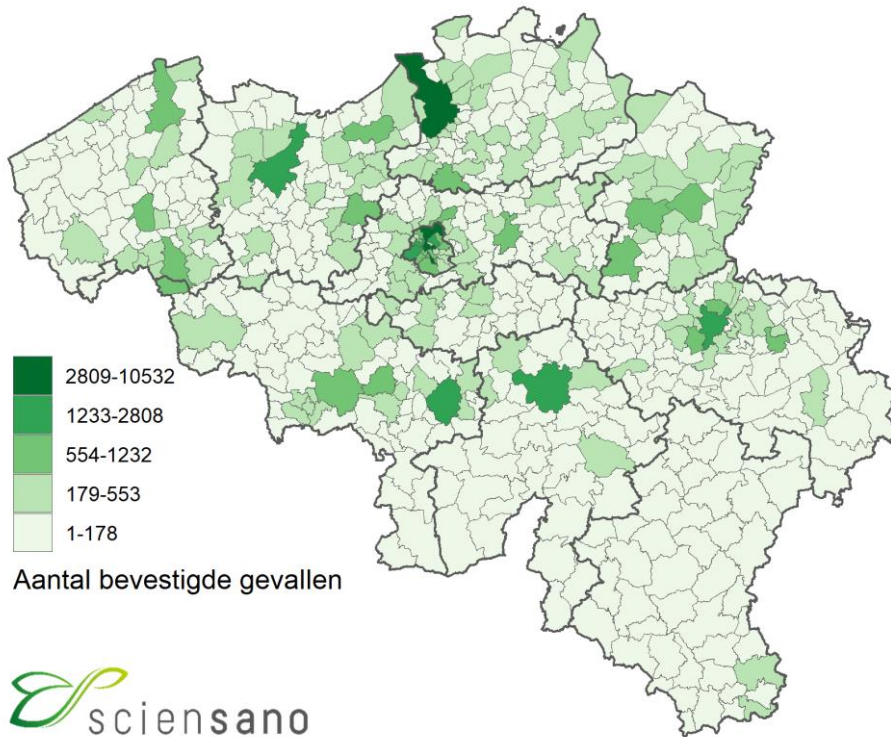 2809-10532
1233-2808
554-1232
179-553
1-178
Aantal bevestigde gevallen
sciensano